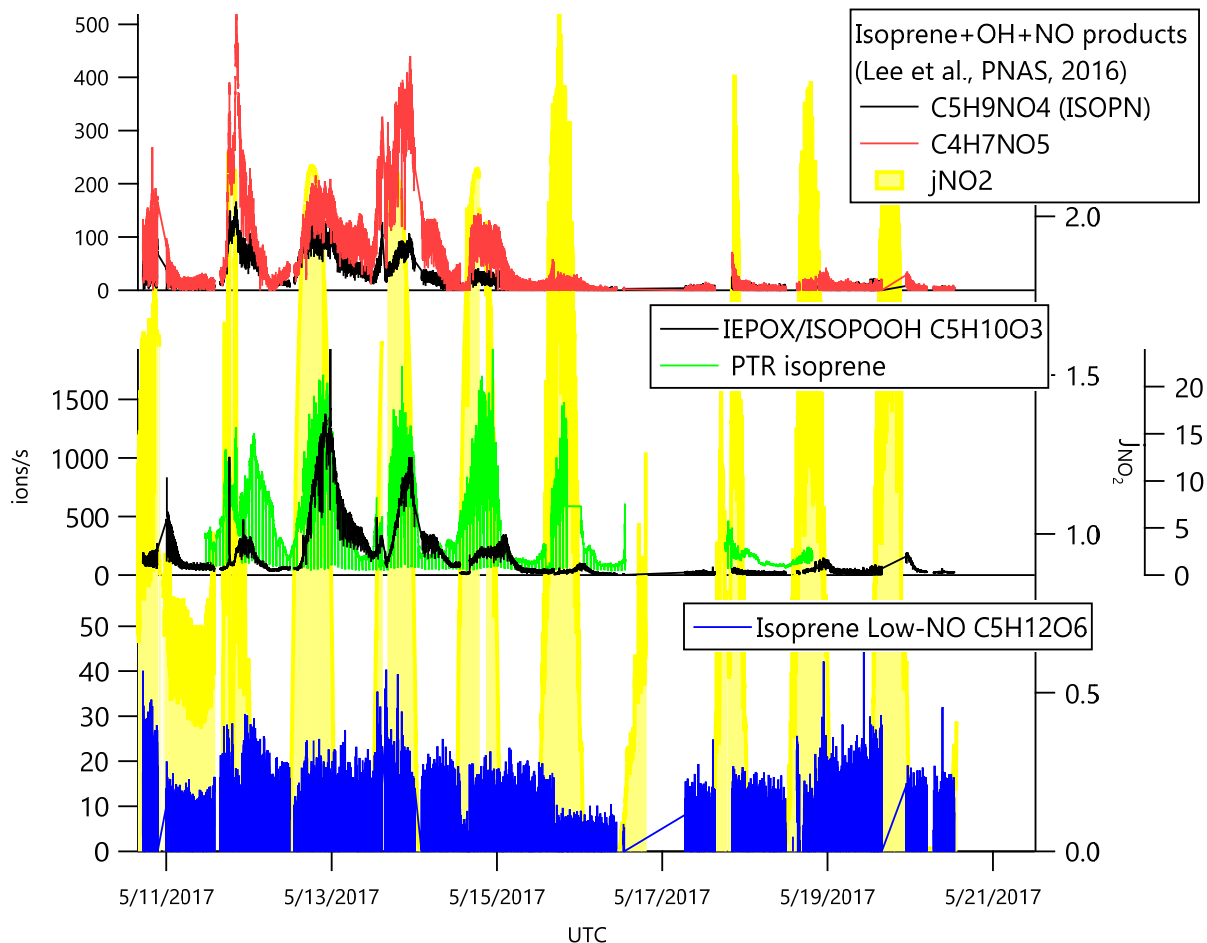 500
400
300
200
100
0
Isoprene+OH+NO products
(Lee et al., PNAS, 2016)
C5H9NO4 (ISOPN)
C4H7NO5
jNO2
2.0
1.5
1.0
0.5
0.0
IEPOX/ISOPOOH C5H10O3
PTR isoprene
1500
1000
500
0
ions/s
20
15
10
5
0
JNO2
Isoprene Low-NO C5H12O6
50
40
30
20
10
0
5/11/2017 5/13/2017 5/15/2017 5/17/2017 5/19/2017 5/21/2017
UTC